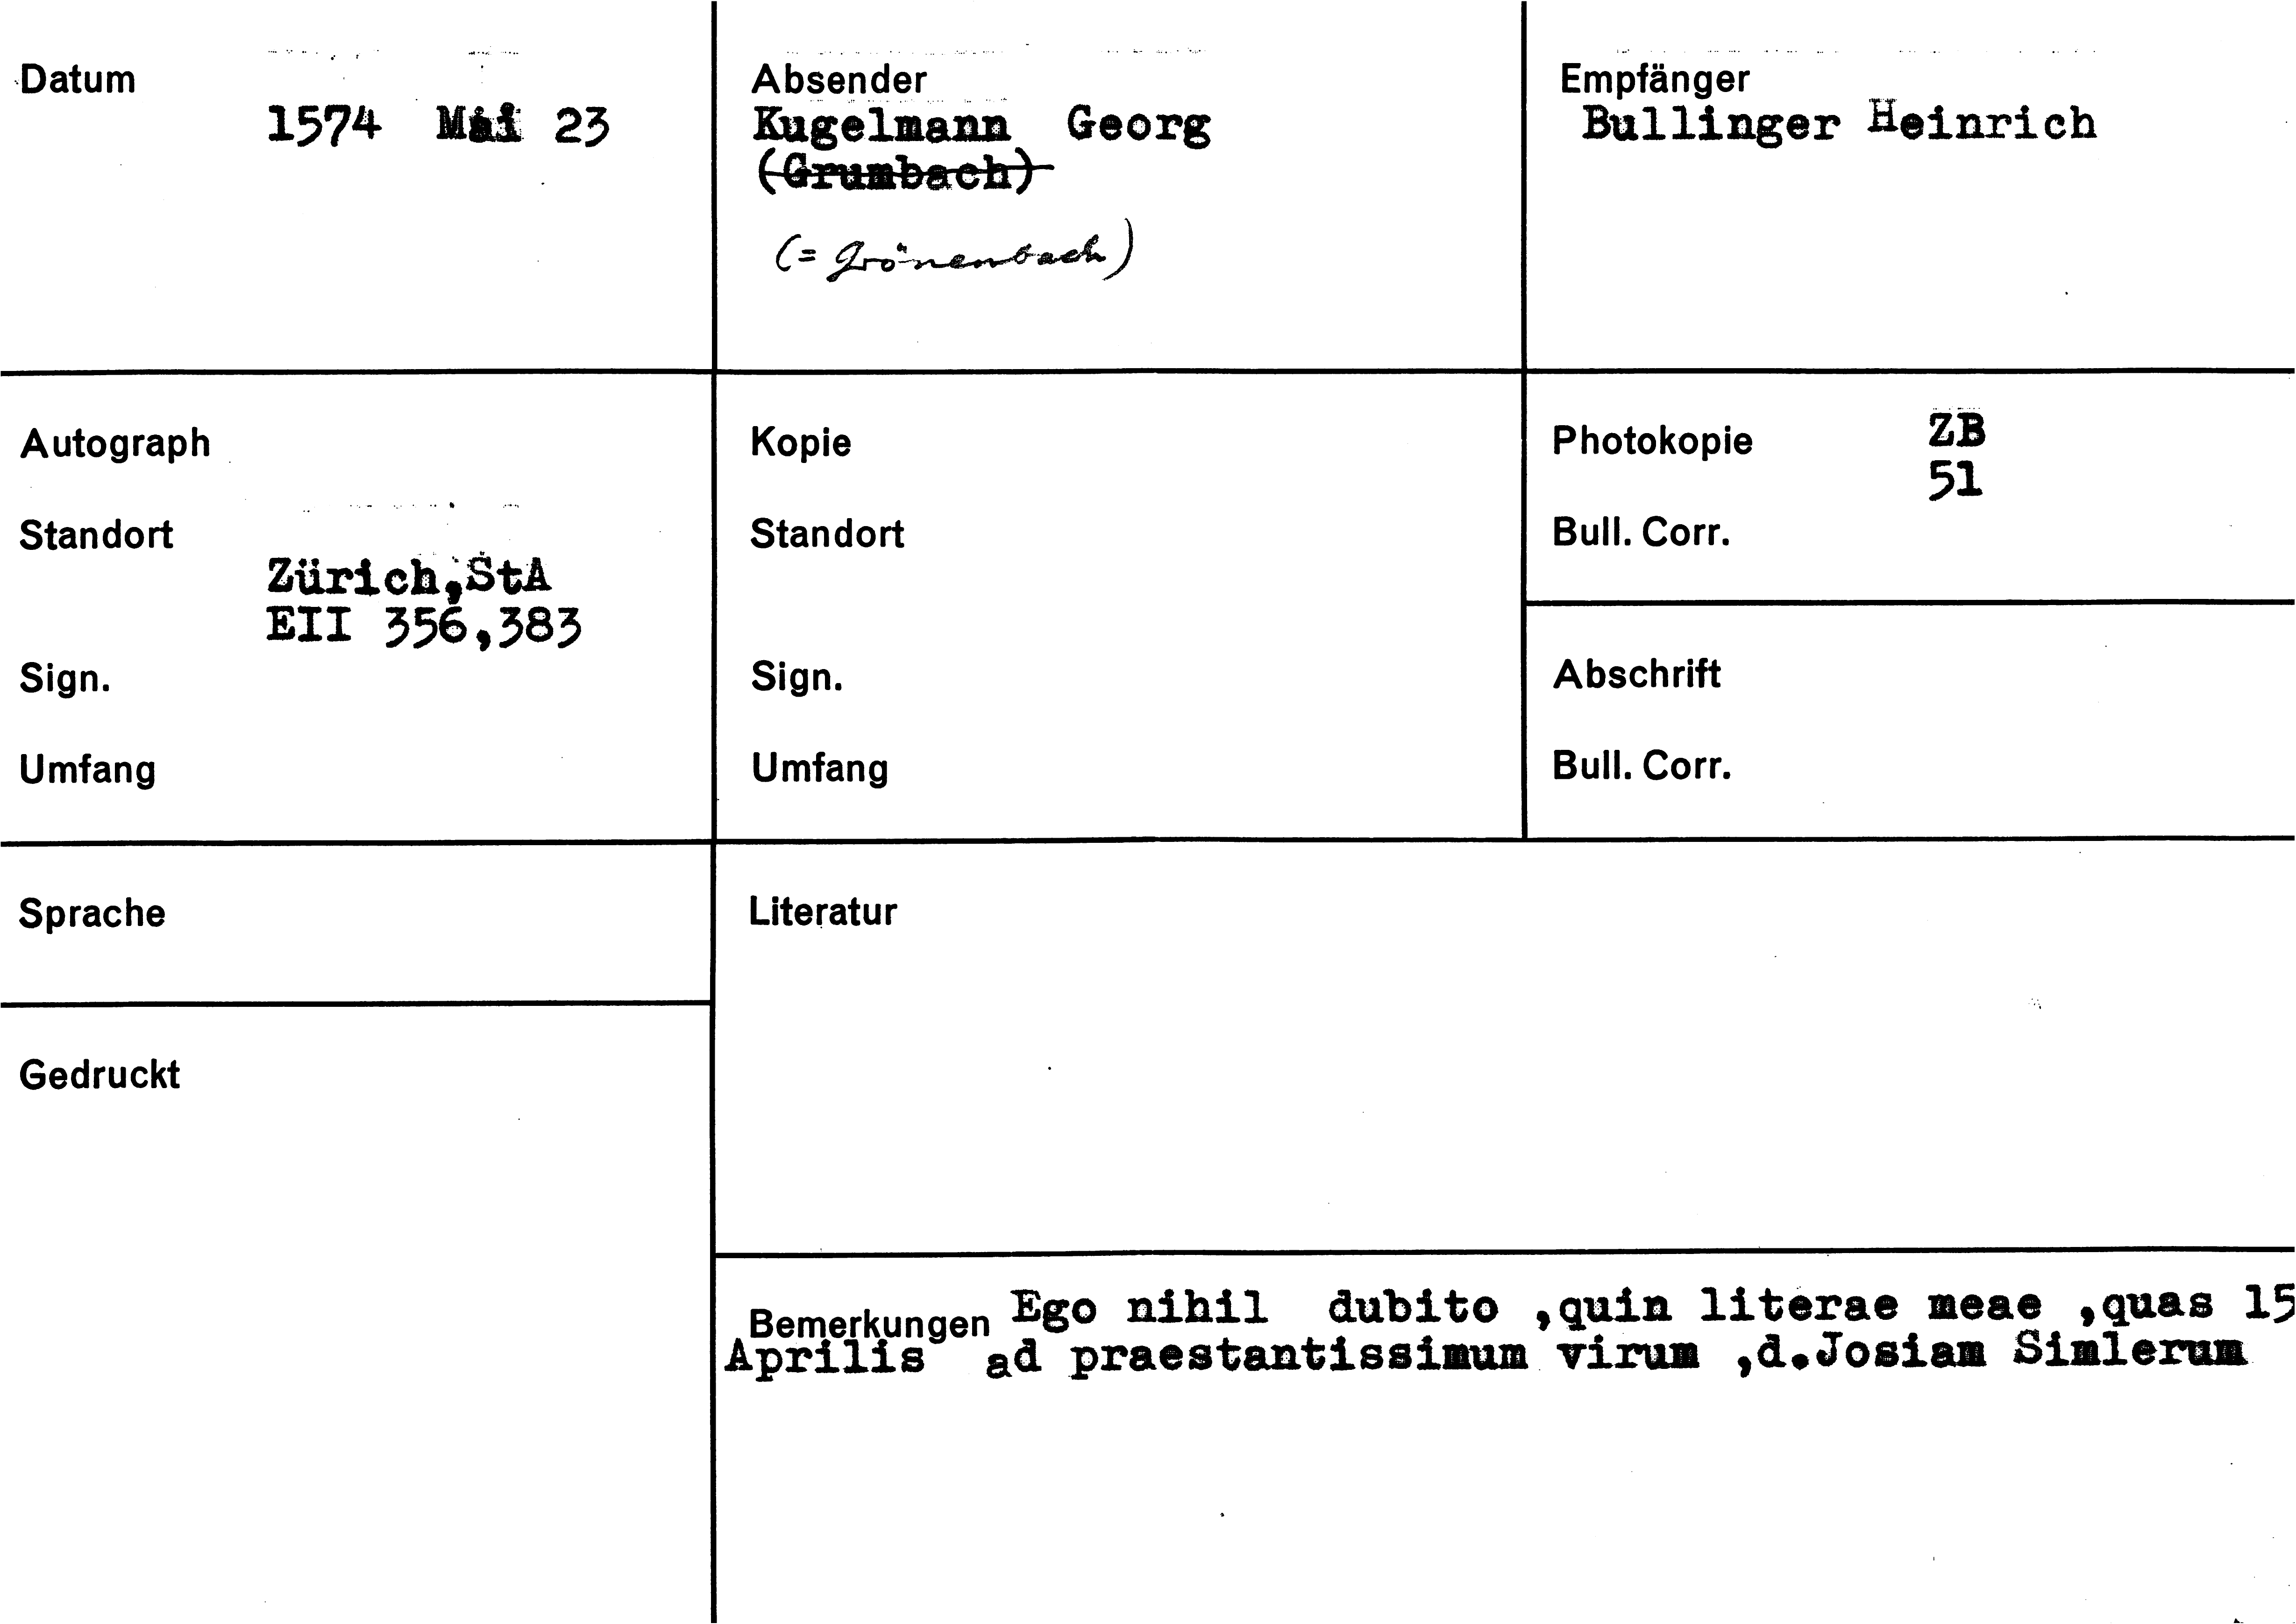 Datum
1574 Mai 23
Absender
Kugelmann Georg
(Grumbach)
(= Grönenbach)
Empfänger
Bullinger Heinrich
Autograph
Standort
Zürich,StA
EII 356,383
Sign.
Umfang
Kopie
Standort
Sign.
Umfang
Photokopie ZB
51
Bull. Corr.
Abschrift
Bull. Corr.
Sprache
Gedruckt
Literatur
Bemerkungen Ego nihil dubito ,quin literae meae ,quas 15
Aprilis ad praestantissimum virum ,d.Josiam Simlerum